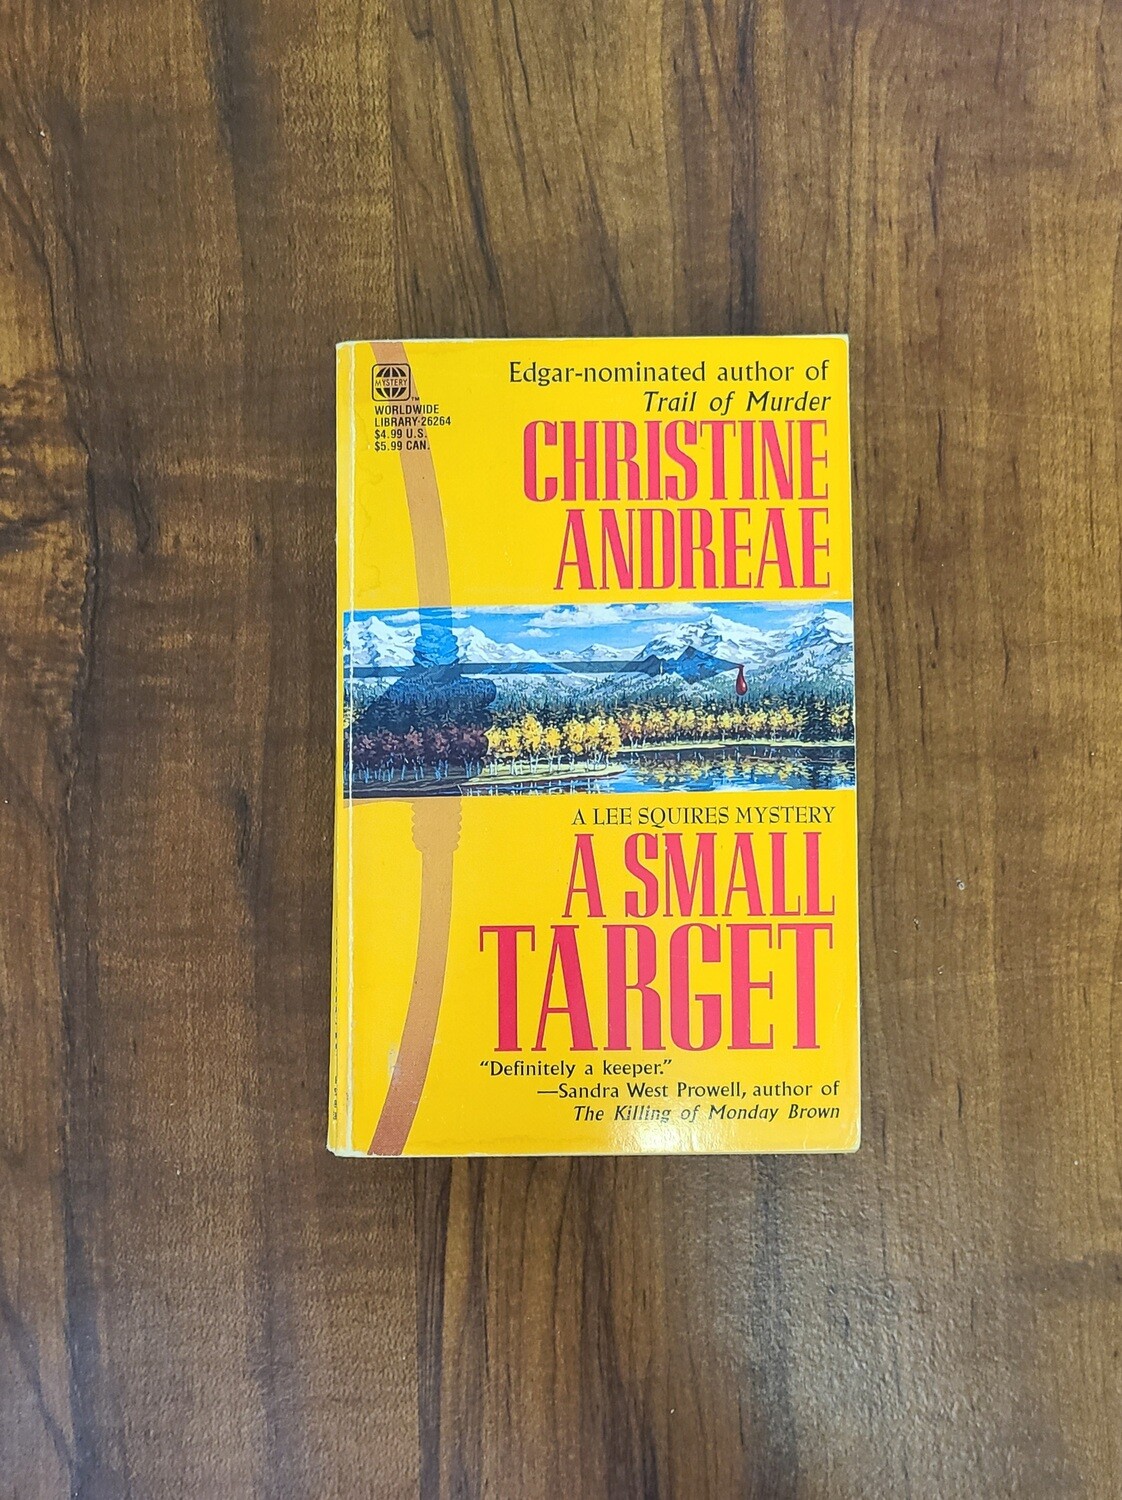 MYSTERY
™
WORLDWIDE
LIBRARY·26264
$4.99 U.S.
$5.99 CAN.
Edgar-nominated author of
Trail of Murder
CHRISTINE
ANDREAE
A LEE SQUIRES MYSTERY
A SMALL
TARGET
“Definitely a keeper.”
—Sandra West Prowell, author of
The Killing of Monday Brown